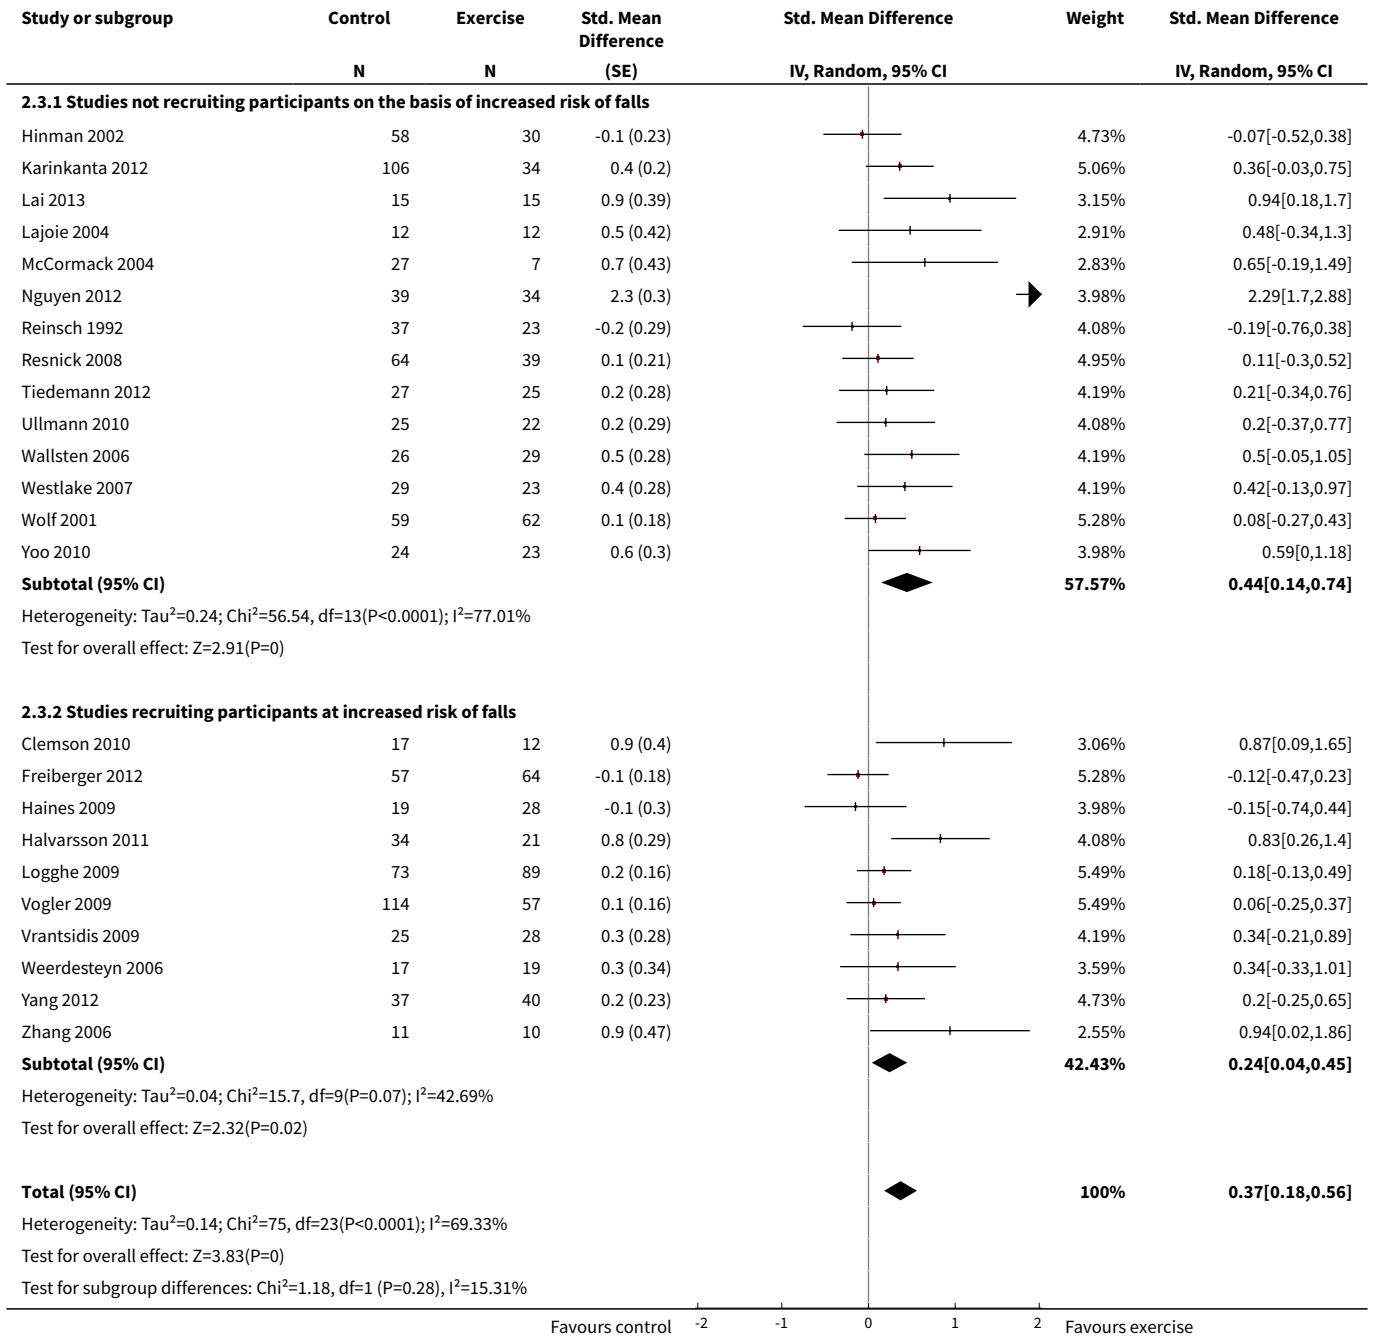 Study or subgroup Control Exercise Std. Mean Difference Std. Mean Difference Weight Std. Mean Difference
N N (SE) IV, Random, 95% CI IV, Random, 95% CI
2.3.1 Studies not recruiting participants on the basis of increased risk of falls
Hinman 2002 58 30 -0.1 (0.23) 4.73% -0.07[-0.52,0.38]
Karinkanta 2012 106 34 0.4 (0.2) 5.06% 0.36[-0.03,0.75]
Lai 2013 15 15 0.9 (0.39) 3.15% 0.94[0.18,1.7]
Lajoie 2004 12 12 0.5 (0.42) 2.91% 0.48[-0.34,1.3]
McCormack 2004 27 7 0.7 (0.43) 2.83% 0.65[-0.19,1.49]
Nguyen 2012 39 34 2.3 (0.3) 3.98% 2.29[1.7,2.88]
Reinsch 1992 37 23 -0.2 (0.29) 4.08% -0.19[-0.76,0.38]
Resnick 2008 64 39 0.1 (0.21) 4.95% 0.11[-0.3,0.52]
Tiedemann 2012 27 25 0.2 (0.28) 4.19% 0.21[-0.34,0.76]
Ullmann 2010 25 22 0.2 (0.29) 4.08% 0.2[-0.37,0.77]
Wallsten 2006 26 29 0.5 (0.28) 4.19% 0.5[-0.05,1.05]
Westlake 2007 29 23 0.4 (0.28) 4.19% 0.42[-0.13,0.97]
Wolf 2001 59 62 0.1 (0.18) 5.28% 0.08[-0.27,0.43]
Yoo 2010 24 23 0.6 (0.3) 3.98% 0.59[0,1.18]
Subtotal (95% CI) 57.57% 0.44[0.14,0.74]
Heterogeneity: Tau²=0.24; Chi²=56.54, df=13(P<0.0001); I²=77.01%
Test for overall effect: Z=2.91(P=0)
2.3.2 Studies recruiting participants at increased risk of falls
Clemson 2010 17 12 0.9 (0.4) 3.06% 0.87[0.09,1.65]
Freiberger 2012 57 64 -0.1 (0.18) 5.28% -0.12[-0.47,0.23]
Haines 2009 19 28 -0.1 (0.3) 3.98% -0.15[-0.74,0.44]
Halvarsson 2011 34 21 0.8 (0.29) 4.08% 0.83[0.26,1.4]
Logghe 2009 73 89 0.2 (0.16) 5.49% 0.18[-0.13,0.49]
Vogler 2009 114 57 0.1 (0.16) 5.49% 0.06[-0.25,0.37]
Vrantsidis 2009 25 28 0.3 (0.28) 4.19% 0.34[-0.21,0.89]
Weerdesteyn 2006 17 19 0.3 (0.34) 3.59% 0.34[-0.33,1.01]
Yang 2012 37 40 0.2 (0.23) 4.73% 0.2[-0.25,0.65]
Zhang 2006 11 10 0.9 (0.47) 2.55% 0.94[0.02,1.86]
Subtotal (95% CI) 42.43% 0.24[0.04,0.45]
Heterogeneity: Tau²=0.04; Chi²=15.7, df=9(P=0.07); I²=42.69%
Test for overall effect: Z=2.32(P=0.02)
Total (95% CI) 100% 0.37[0.18,0.56]
Heterogeneity: Tau²=0.14; Chi²=75, df=23(P<0.0001); I²=69.33%
Test for overall effect: Z=3.83(P=0)
Test for subgroup differences: Chi²=1.18, df=1 (P=0.28), I²=15.31%
Favours control -2 -1 0 1 2 Favours exercise